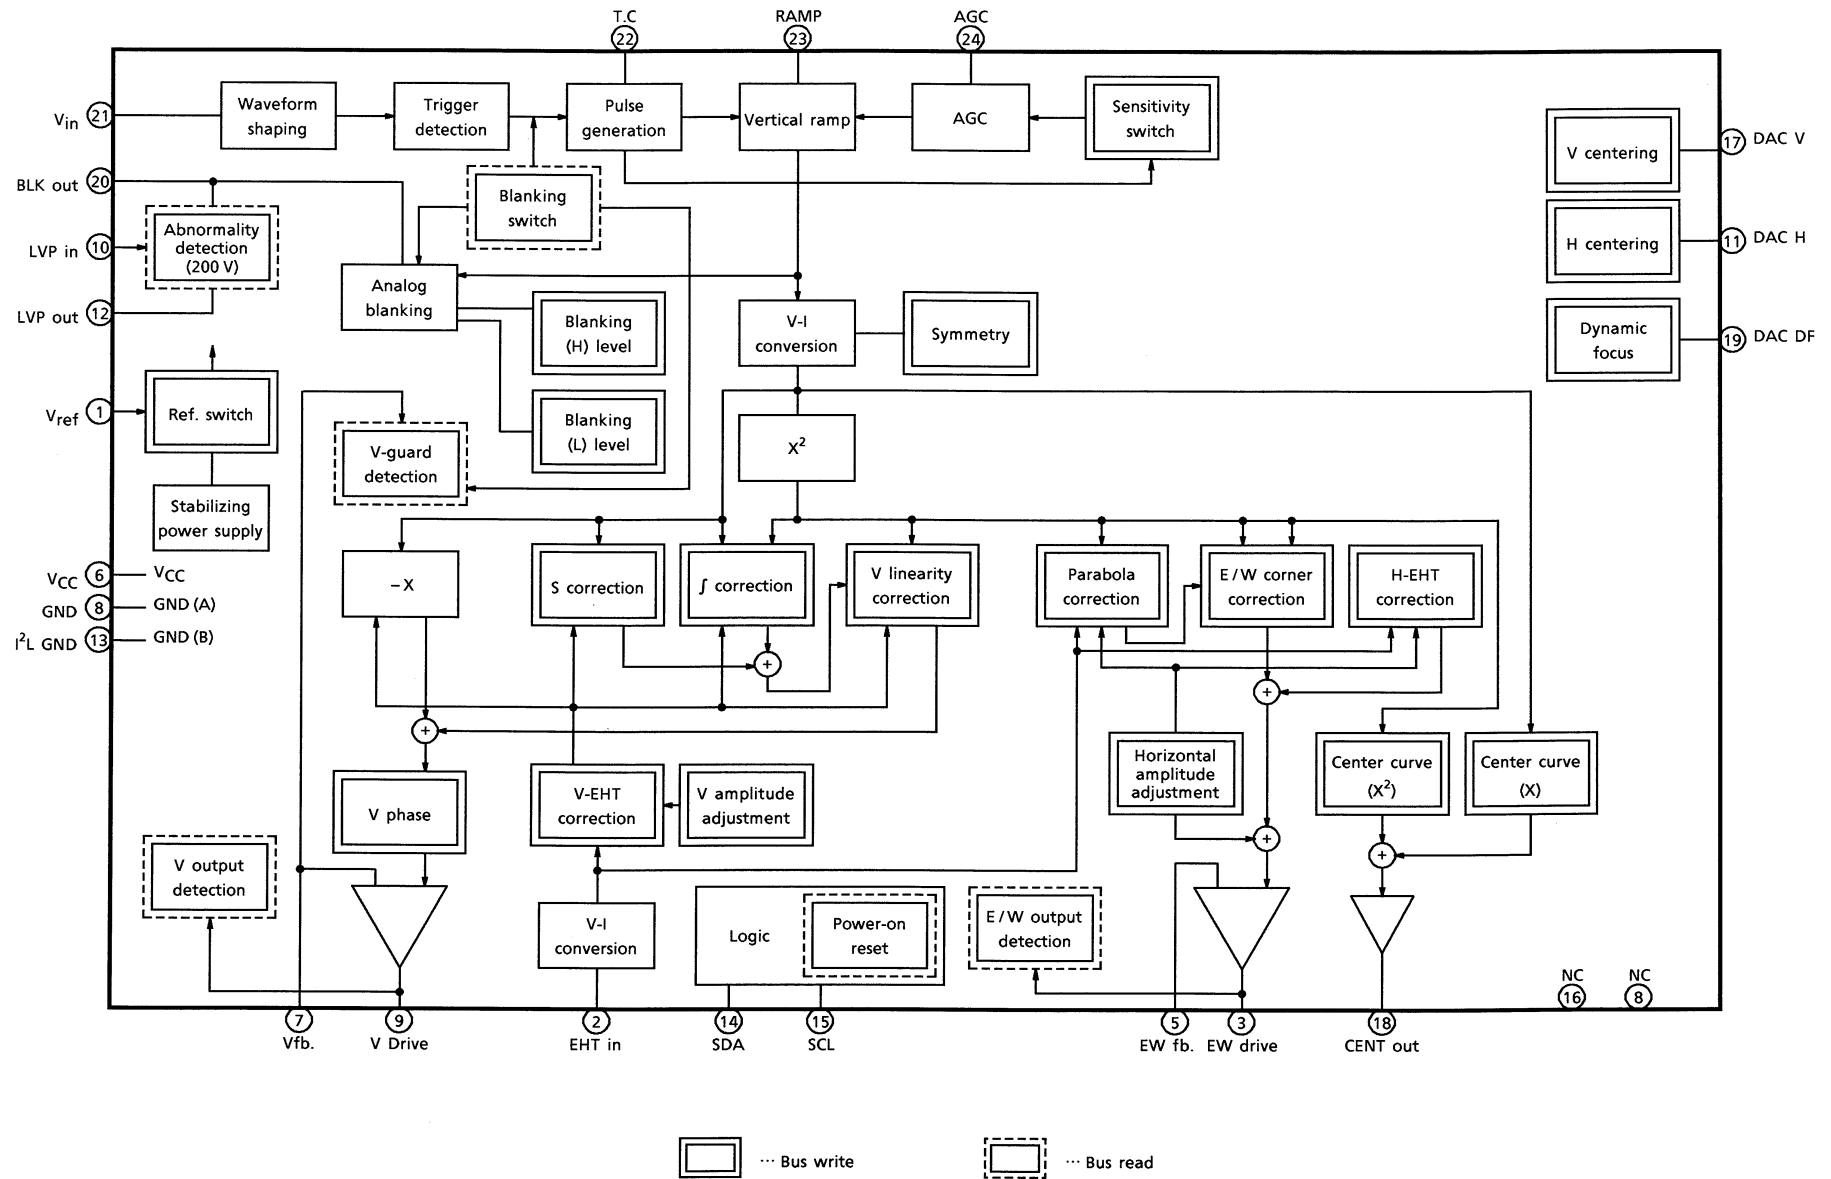 T.C
22
RAMP
23
AGC
24
Vin
21
Waveform
shaping
Trigger
detection
Pulse
generation
Vertical ramp
AGC
Sensitivity
switch
V centering
17
DAC V
BLK out
20
Blanking
switch
Abnormality
detection
(200 V)
LVP in
10
H centering
11
DAC H
LVP out
12
Analog
blanking
Blanking
(H) level
V-I
conversion
Symmetry
Dynamic
focus
19
DAC DF
Vref
1
Ref. switch
Blanking
(L) level
X²
V-guard
detection
Stabilizing
power supply
VCC
6
VCC
GND
8
GND (A)
I²L GND
13
GND (B)
–X
S correction
∫ correction
V linearity
correction
Parabola
correction
E/W corner
correction
H-EHT
correction
+
+
+
V phase
V-EHT
correction
V amplitude
adjustment
Horizontal
amplitude
adjustment
Center curve
(X²)
Center curve
(X)
+
+
V output
detection
V-I
conversion
Logic
Power-on
reset
E/W output
detection
NC
16
NC
8
7
Vfb.
9
V Drive
2
EHT in
14
SDA
15
SCL
5
EW fb.
3
EW drive
18
CENT out
··· Bus write
··· Bus read